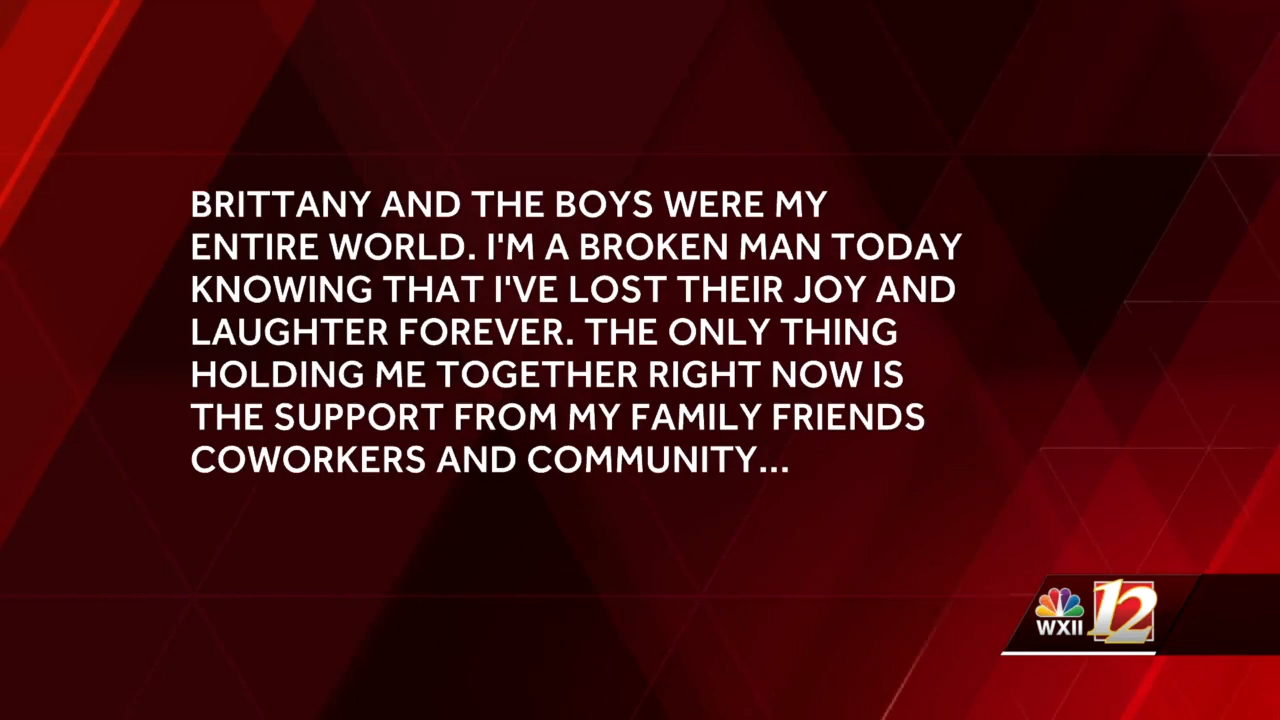 BRITTANY AND THE BOYS WERE MY
ENTIRE WORLD. I'M A BROKEN MAN TODAY
KNOWING THAT I'VE LOST THEIR JOY AND
LAUGHTER FOREVER. THE ONLY THING
HOLDING ME TOGETHER RIGHT NOW IS
THE SUPPORT FROM MY FAMILY FRIENDS
COWORKERS AND COMMUNITY...
WXII 12